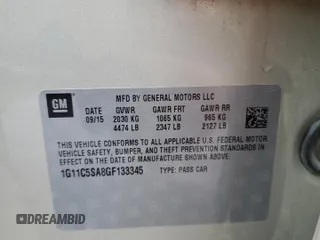 GM
MFD BY GENERAL MOTORS LLC
DATE GVWR GAWR FRT GAWR RR
09/15 2030 KG 1065 KG 965 KG
4474 LB 2347 LB 2127 LB
THIS VEHICLE CONFORMS TO ALL APPLICABLE U.S. FEDERAL MOTOR
VEHICLE SAFETY, BUMPER, AND THEFT PREVENTION STANDARDS IN
EFFECT ON THE DATE OF MANUFACTURE SHOWN ABOVE.
1G11C5SA8GF133345 TYPE: PASS CAR
DREAMBID